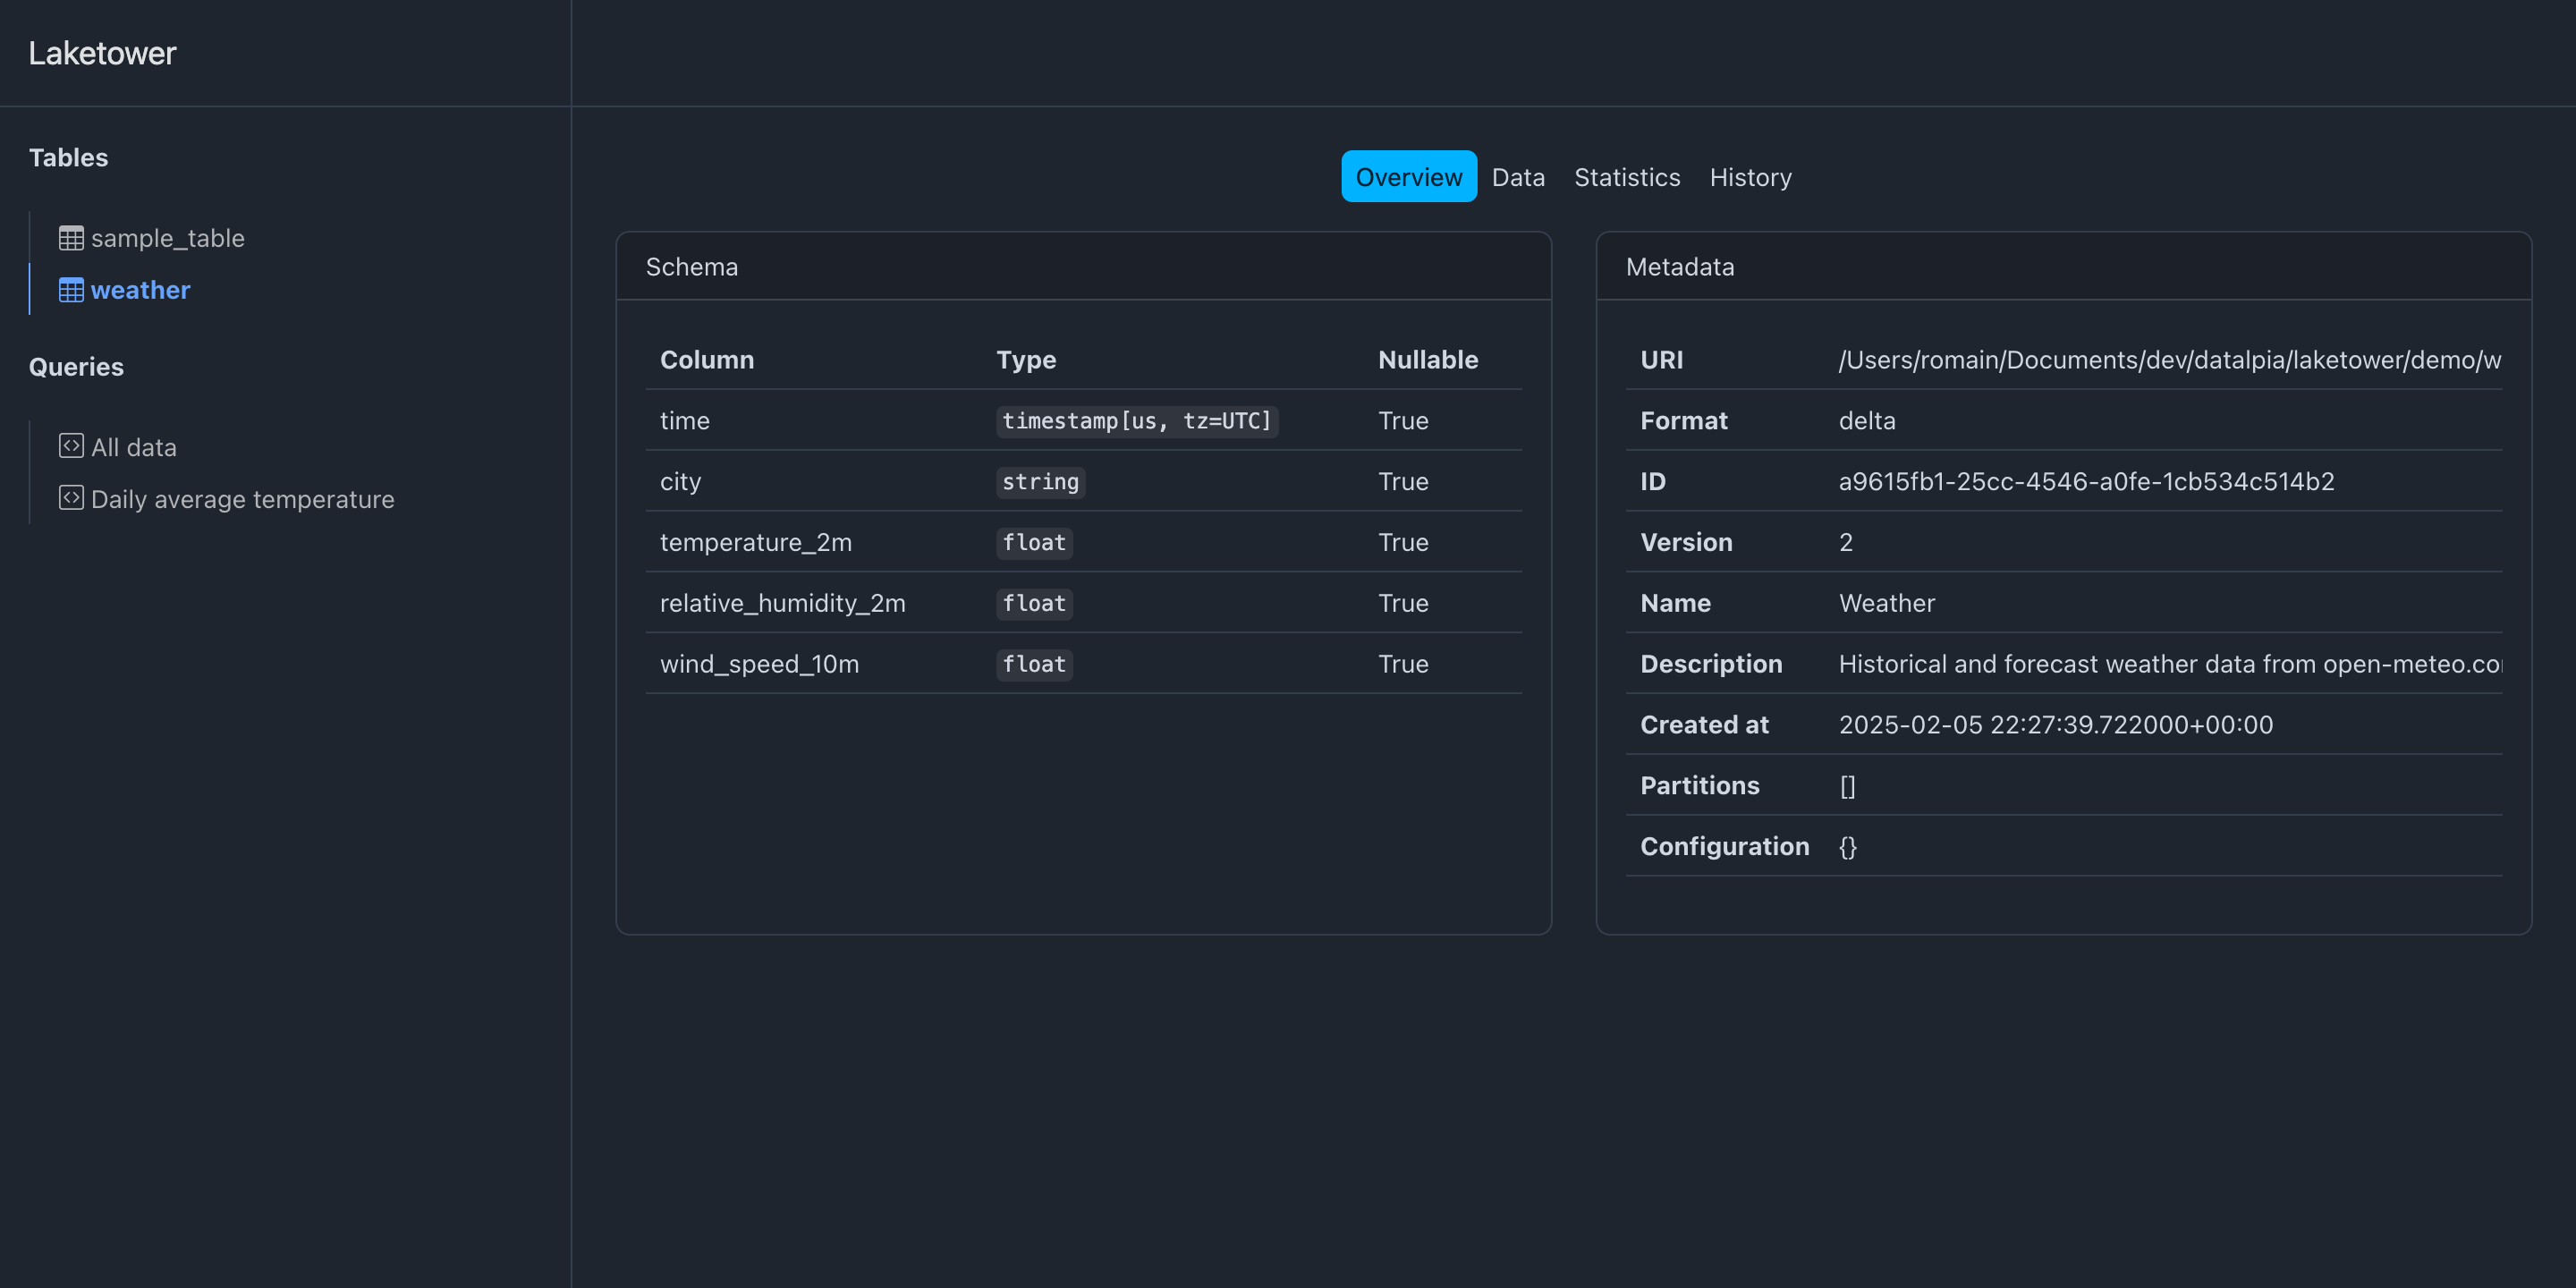 Laketower
Tables
sample_table
weather
Queries
All data
Daily average temperature
Overview Data Statistics History
Schema
Column Type Nullable
time timestamp[us, tz=UTC] True
city string True
temperature_2m float True
relative_humidity_2m float True
wind_speed_10m float True
Metadata
URI /Users/romain/Documents/dev/datalpia/laketower/demo/w
Format delta
ID a9615fb1-25cc-4546-a0fe-1cb534c514b2
Version 2
Name Weather
Description Historical and forecast weather data from open-meteo.co
Created at 2025-02-05 22:27:39.722000+00:00
Partitions []
Configuration {}